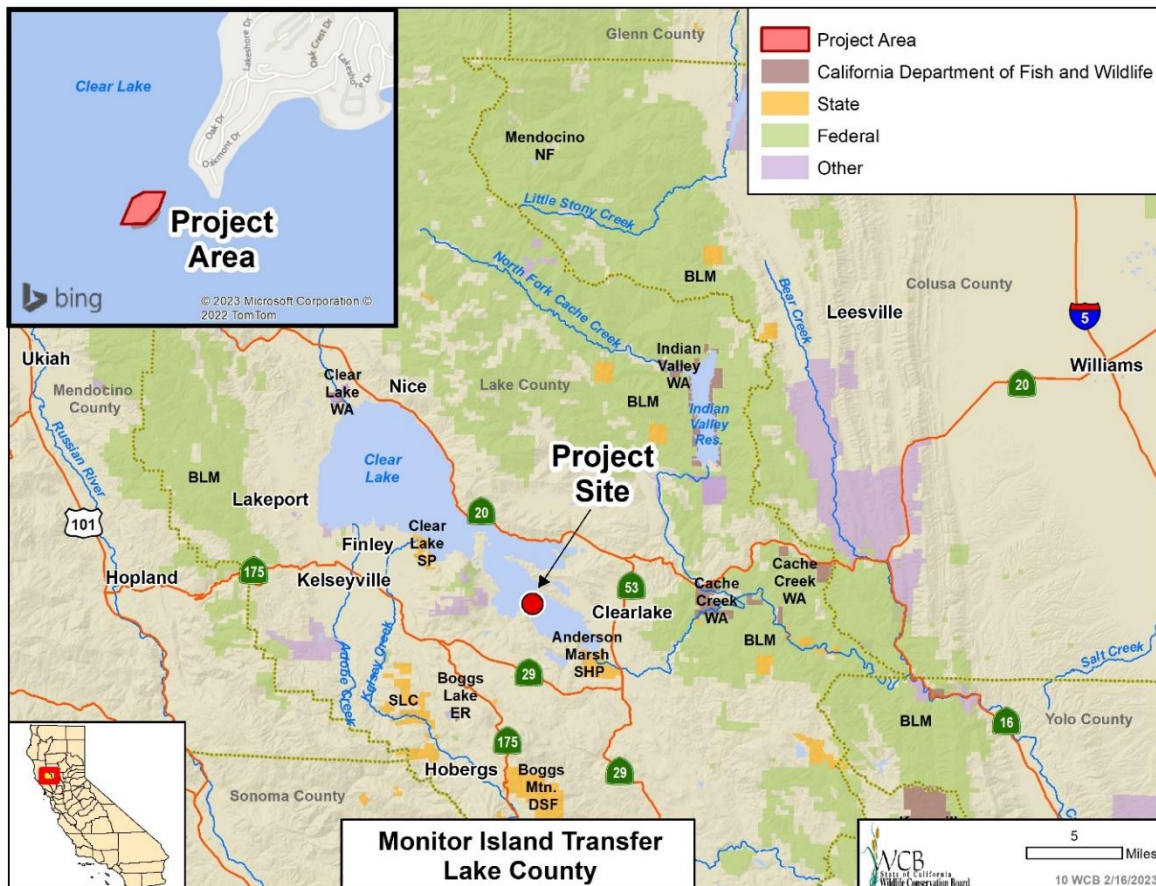 Clear Lake
Lakeshore Dr
Oak Crest Dr
Lakeshore Dr
Oak Dr
Oakmont Dr
Project
Area
bing
© 2023 Microsoft Corporation ©
2022 TomTom
Project Area
California Department of Fish and Wildlife
State
Federal
Other
Glenn County
Mendocino
NF
Little Stony Creek
North Fork Cache Creek
BLM
Bear Creek
Leesville
Colusa County
5
Williams
20
Ukiah
Mendocino
County
Russian River
101
Hopland
BLM
Lakeport
175
Clear
Lake
WA
Nice
Lake County
Clear
Lake
Indian
Valley
WA
BLM
Indian
Valley
Res.
Project
Site
20
Finley
Clear
Lake
SP
Kelseyville
53
Clearlake
Cache
Creek
WA
Cache
Creek
WA
BLM
Anderson
Marsh
SHP
Adobe Creek
Kelsey Creek
29
SLC
Boggs
Lake
ER
175
Hobergs
Boggs
Mtn.
DSF
29
Sonoma County
BLM
Salt Creek
Yolo County
16
Monitor Island Transfer
Lake County
WCB
State of California
Wildlife Conservation Board
5
Miles
10 WCB 2/16/2023